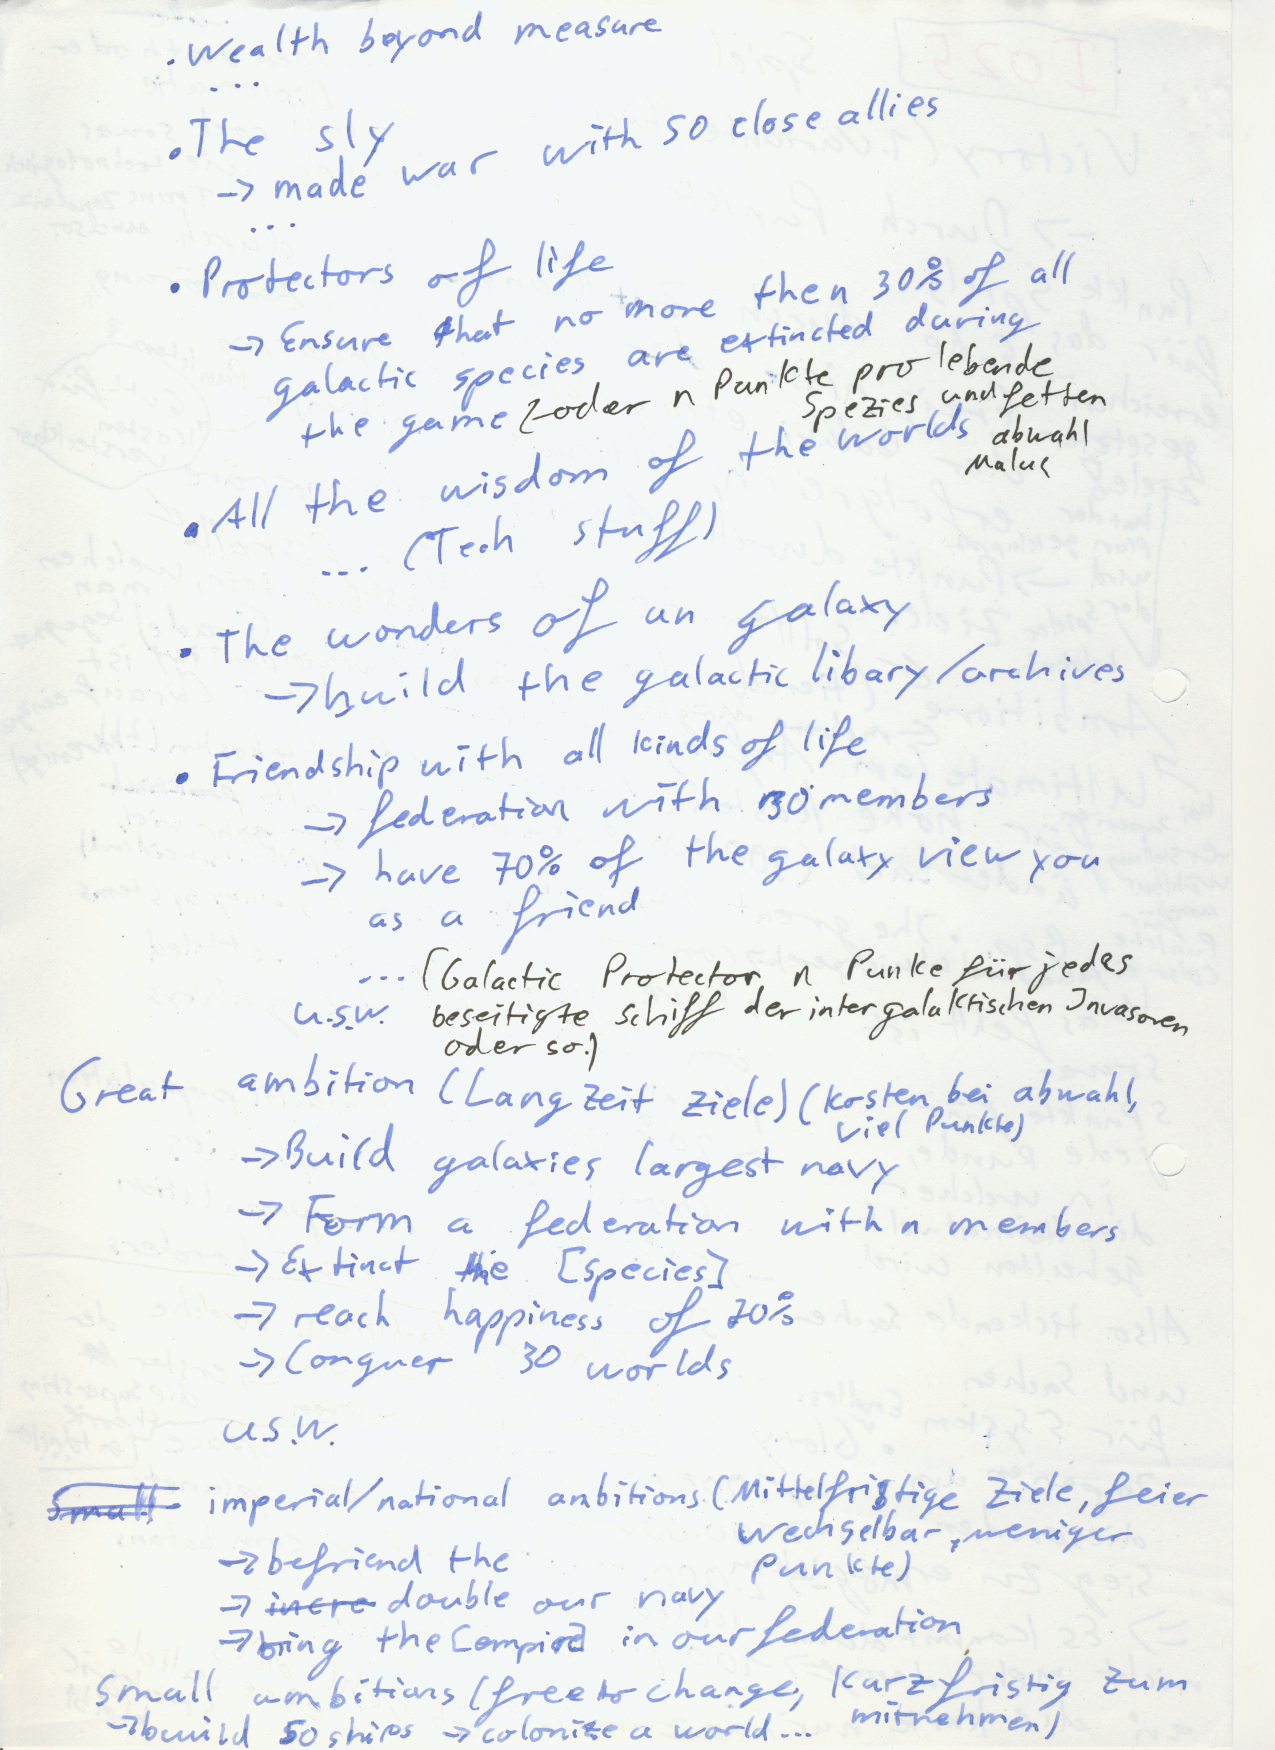 · Wealth beyond measure
...
· The sly
-> made war with 50 close allies
...
· Protectors of life
-> Ensure that no more then 30% of all
galactic species are extincted during
the game (-oder n Punkte pro lebende
Spezies und fetten
abwahl
Malus
· All the wisdom of the worlds
... (Tech stuff)
· The wonders of un galaxy
-> build the galactic libary/archives
· Friendship with all kinds of life
-> federation with 30 members
-> have 70% of the galaxy view you
as a friend
... (Galactic Protector n Punke für jedas
u.s.w. beseitigte Schiff der intergalaktischen Invasoren
oder so.)
Great ambition (Lang Zeit Ziele) (Kosten bei abwahl,
viel Punkte)
-> Build galaxies largest navy
-> Form a federation with n members
-> Extinct the [species]
-> reach happiness of 70%
-> Conquer 30 worlds
u.s.w.
Small imperial/national ambitions (Mittelfristige Ziele, feier
wechselbar, weniger
Punkte)
-> befriend the
-> incre double our navy
-> bing the [empire] in our federation
Small ambitions (free to change, Kurzfristig zum
mitnehmen)
-> build 50 ships -> colonize a world ...